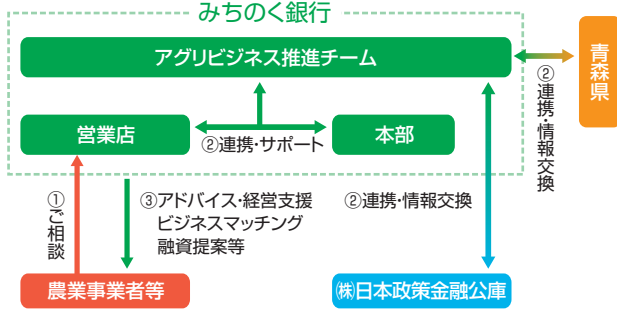 みちのく銀行
アグリビジネス推進チーム
青森県
②連携・情報交換
営業店
②連携・サポート
本部
①ご相談
③アドバイス・経営支援
ビジネスマッチング
融資提案等
②連携・情報交換
農業事業者等
㈱日本政策金融公庫